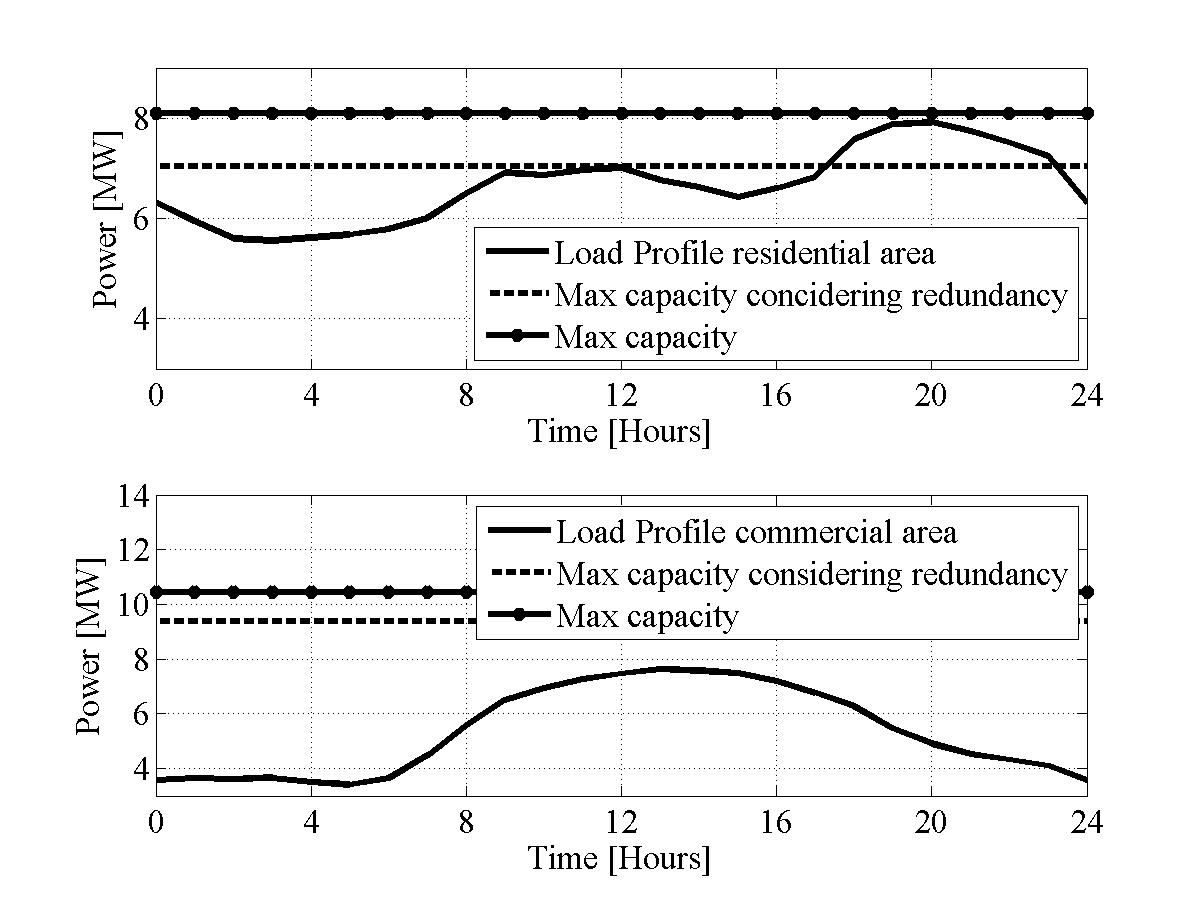 8
6
4
Power [MW]
Load Profile residential area
Max capacity concidering redundancy
Max capacity
0 4 8 12 16 20 24
Time [Hours]
14
12
10
8
6
4
Power [MW]
Load Profile commercial area
Max capacity considering redundancy
Max capacity
0 4 8 12 16 20 24
Time [Hours]